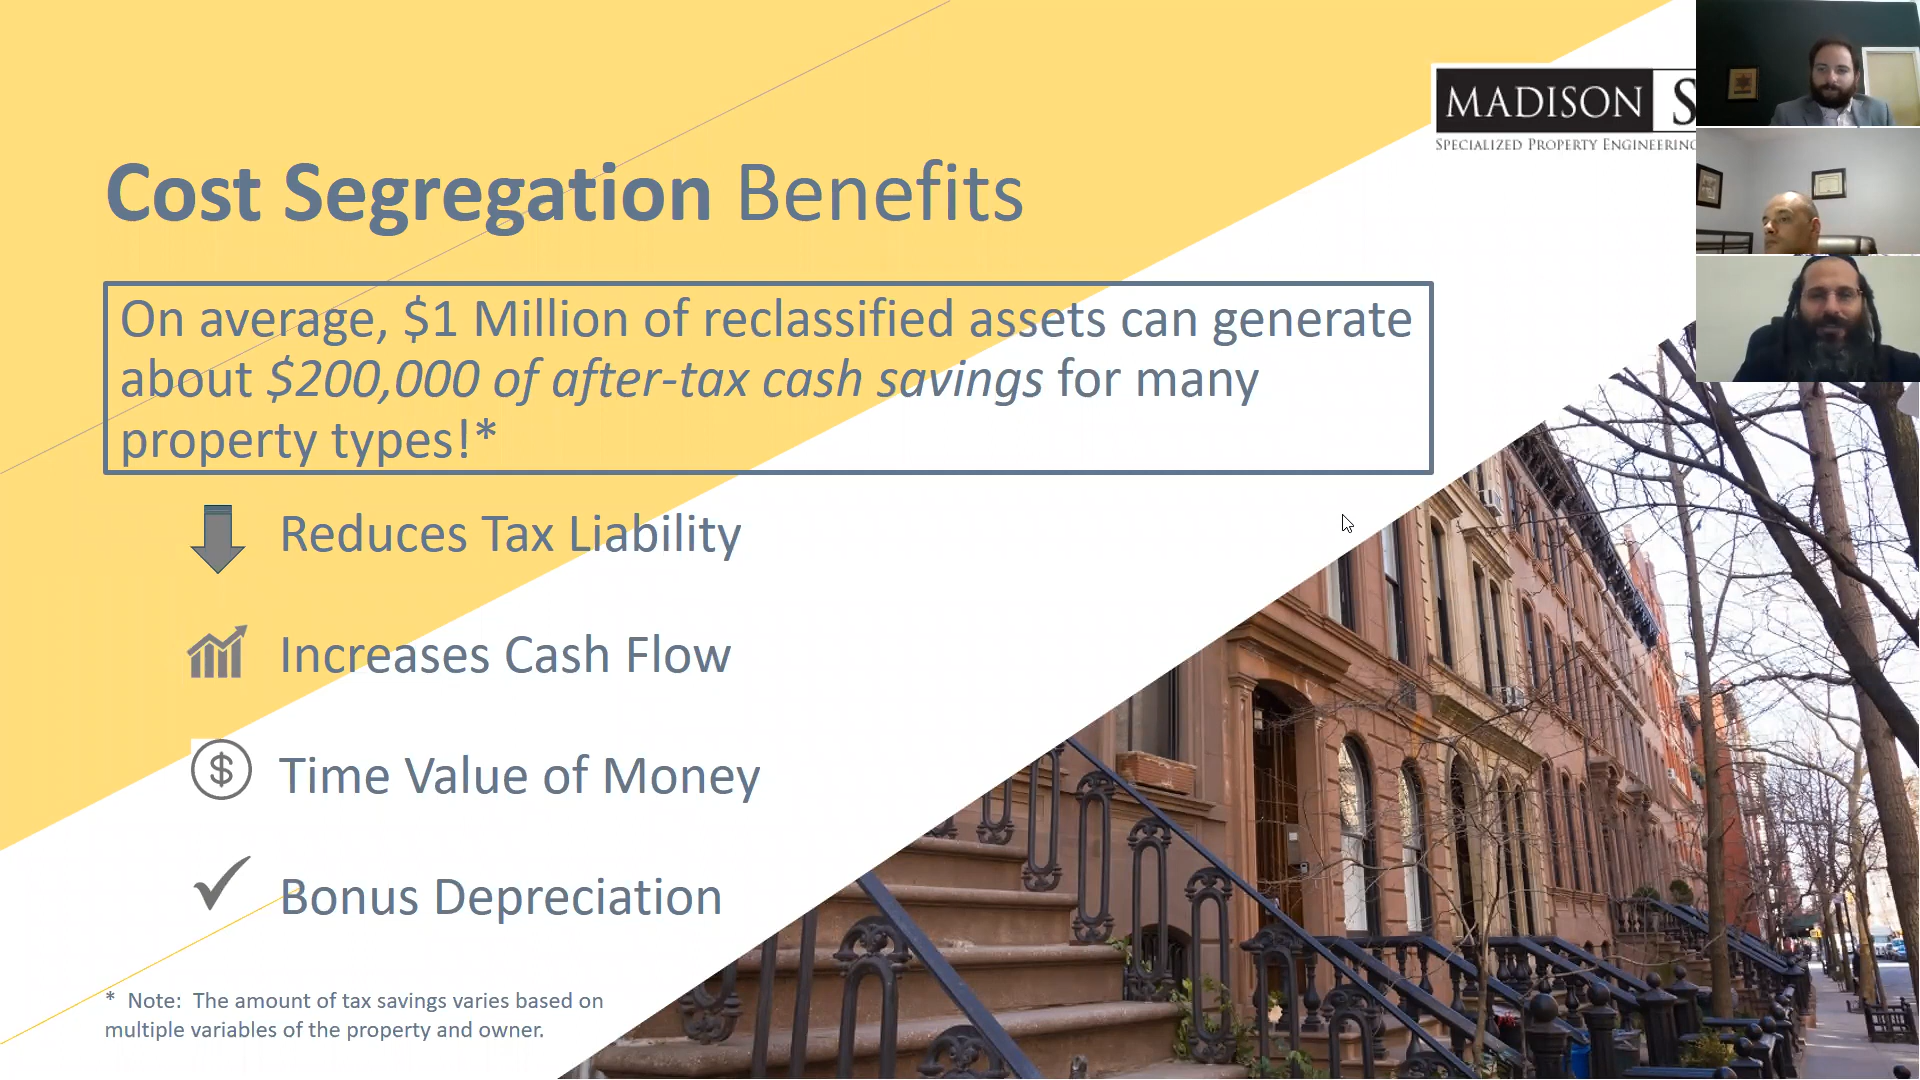 MADISON S
SPECIALIZED PROPERTY ENGINEERING
Cost Segregation Benefits
On average, $1 Million of reclassified assets can generate
about $200,000 of after-tax cash savings for many
property types!*
Reduces Tax Liability
Increases Cash Flow
$ Time Value of Money
Bonus Depreciation
* Note: The amount of tax savings varies based on
multiple variables of the property and owner.